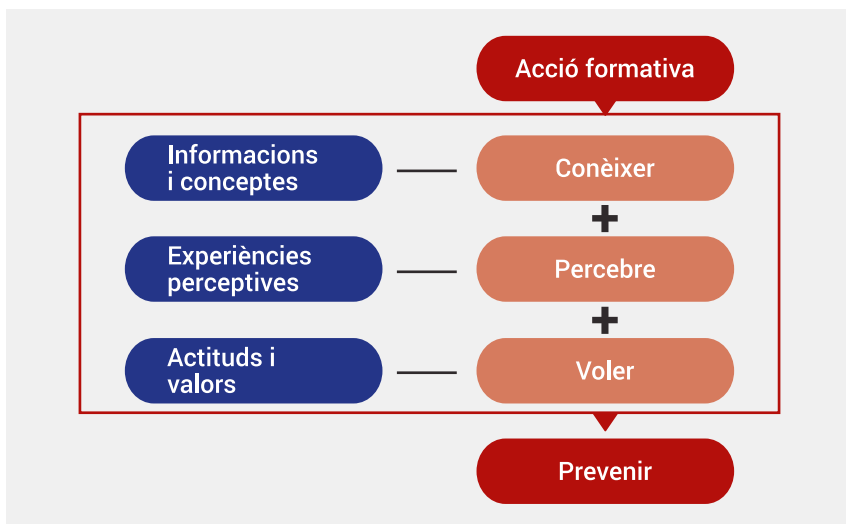 Acció formativa
Informacions
i conceptes
Conèixer
+
Experiències
perceptives
Percebre
+
Actituds i
valors
Voler
Prevenir